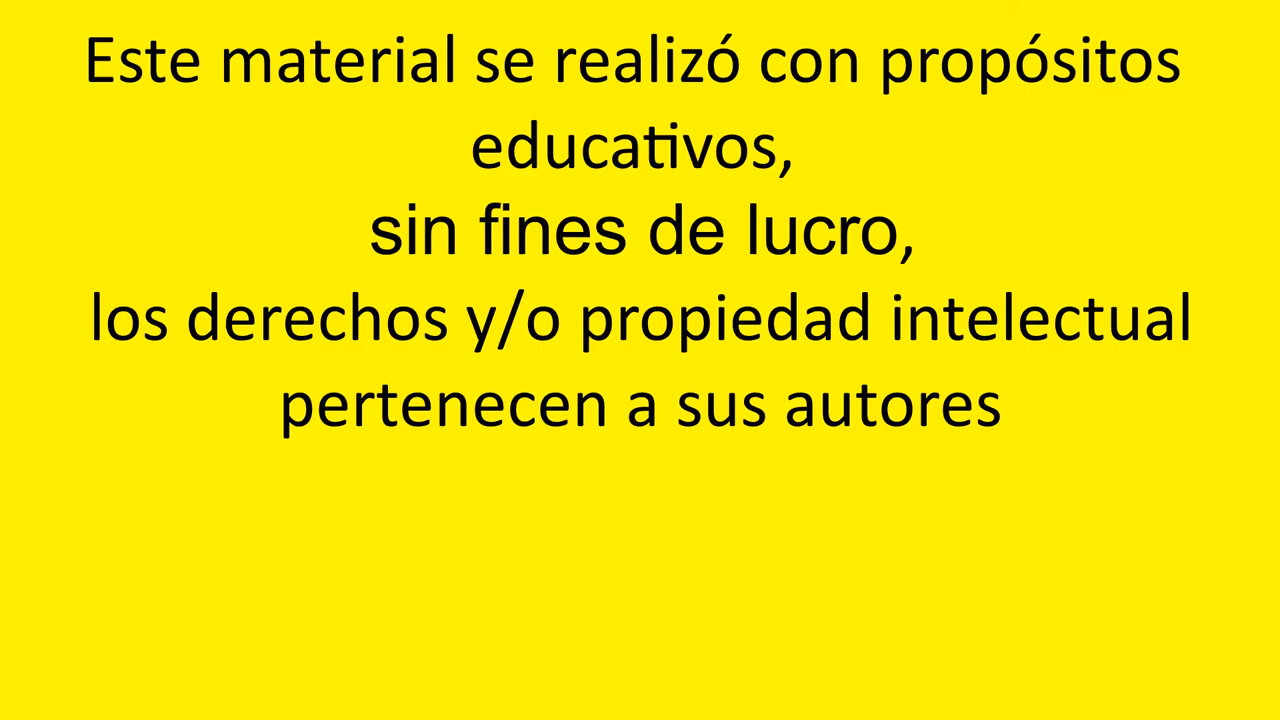 Este material se realizó con propósitos
educativos,
sin fines de lucro,
los derechos y/o propiedad intelectual
pertenecen a sus autores